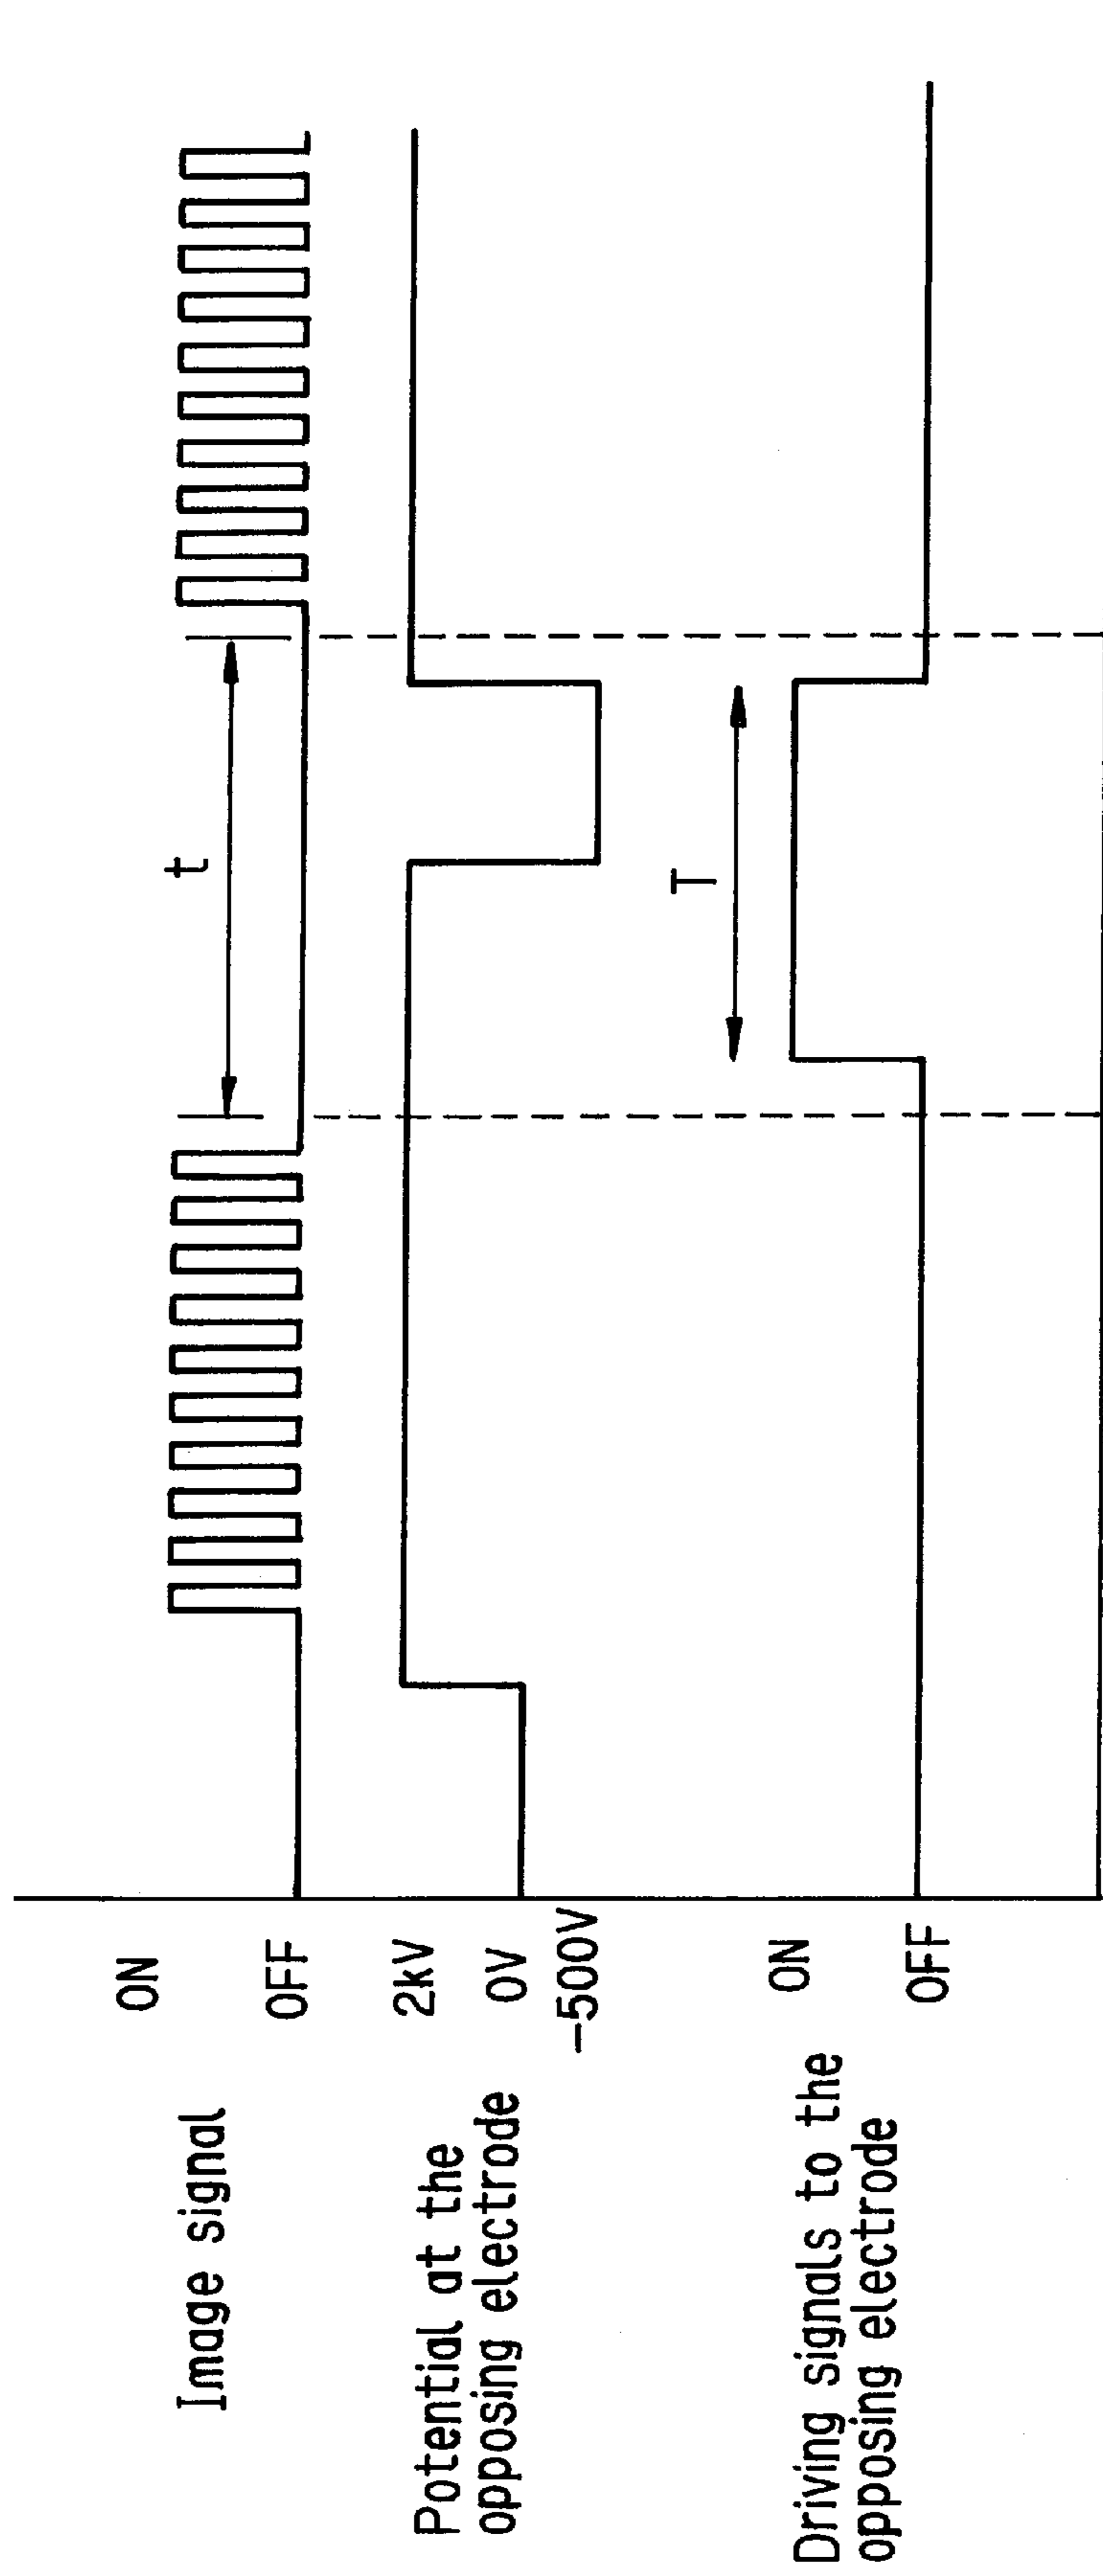 Image signal
ON
OFF
t
Potential at the
opposing electrode
2kV
0V
-500V
T
Driving signals to the
opposing electrode
ON
OFF